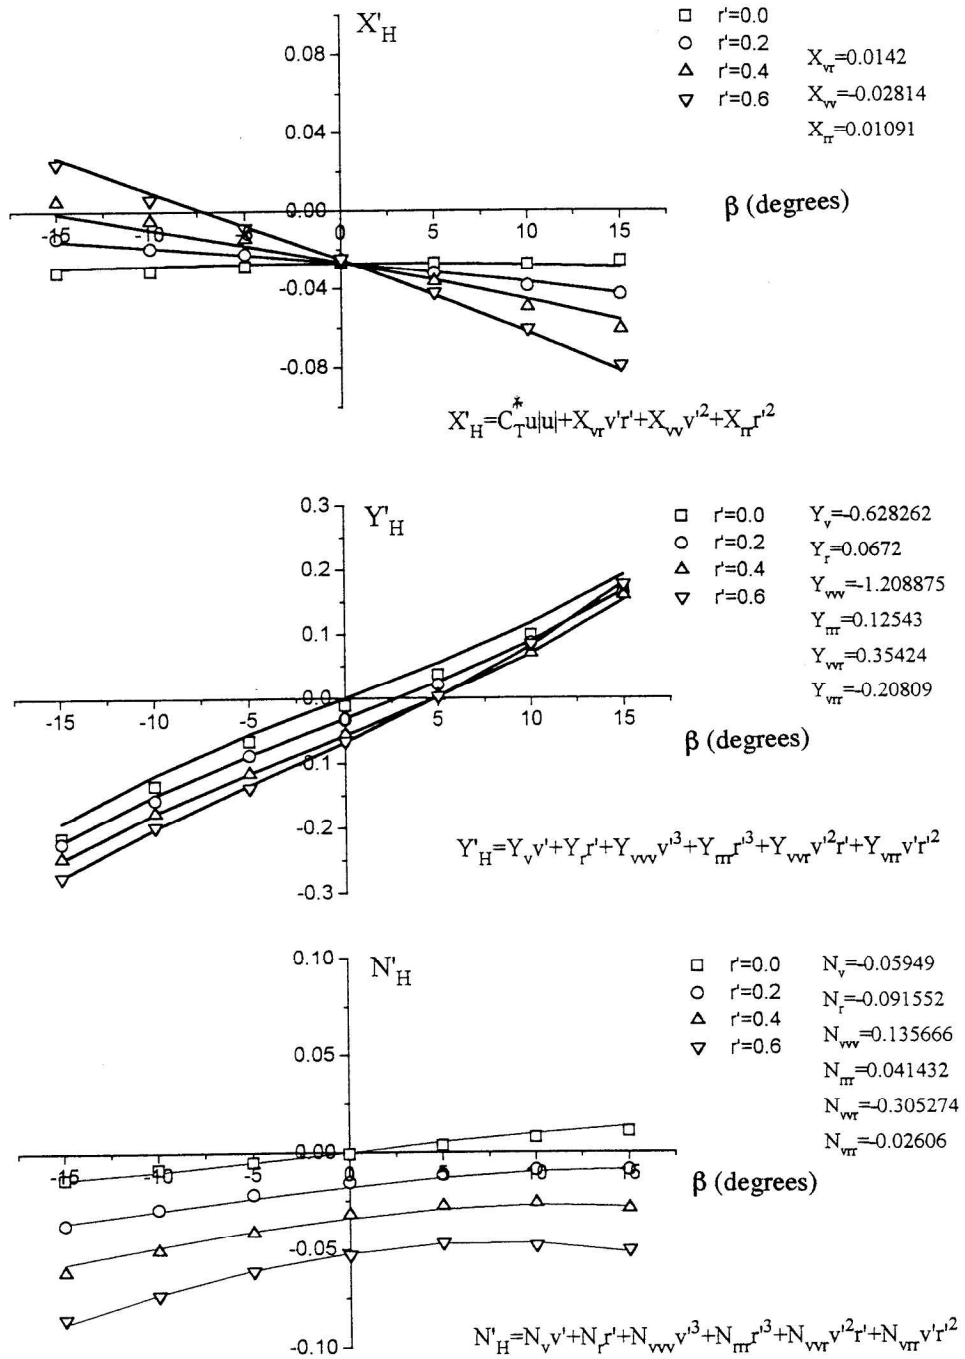 X'H
r'=0.0
r'=0.2
r'=0.4
r'=0.6
Xvr=0.0142
Xvv=-0.02814
Xrr=0.01091
0.08
0.04
0.00
-0.04
-0.08
-15 -10 -5 0 5 10 15
β (degrees)
X'H=C*Tu|u|+Xvrv'r'+Xvvv'²+Xrrr'²
Y'H
r'=0.0
r'=0.2
r'=0.4
r'=0.6
Yv=-0.628262
Yr=0.0672
Yvvv=-1.208875
Yrrr=0.12543
Yvvr=0.35424
Yvrr=-0.20809
0.3
0.2
0.1
0.0
0.1
-0.2
-0.3
-15 -10 -5 0 5 10 15
β (degrees)
Y'H=Yvv'+Yrr'+Yvvvv'³+Yrrrr'³+Yvvrv'²r'+Yvrrv'r'²
N'H
r'=0.0
r'=0.2
r'=0.4
r'=0.6
Nv=-0.05949
Nr=-0.091552
Nvvv=0.135666
Nrrr=0.041432
Nvvr=-0.305274
Nvrr=-0.02606
0.10
0.05
0.00
-0.05
-0.10
-15 -10 -5 0 5 10 15
β (degrees)
N'H=Nvv'+Nrr'+Nvvvv'³+Nrrrr'³+Nvvrv'²r'+Nvrrv'r'²